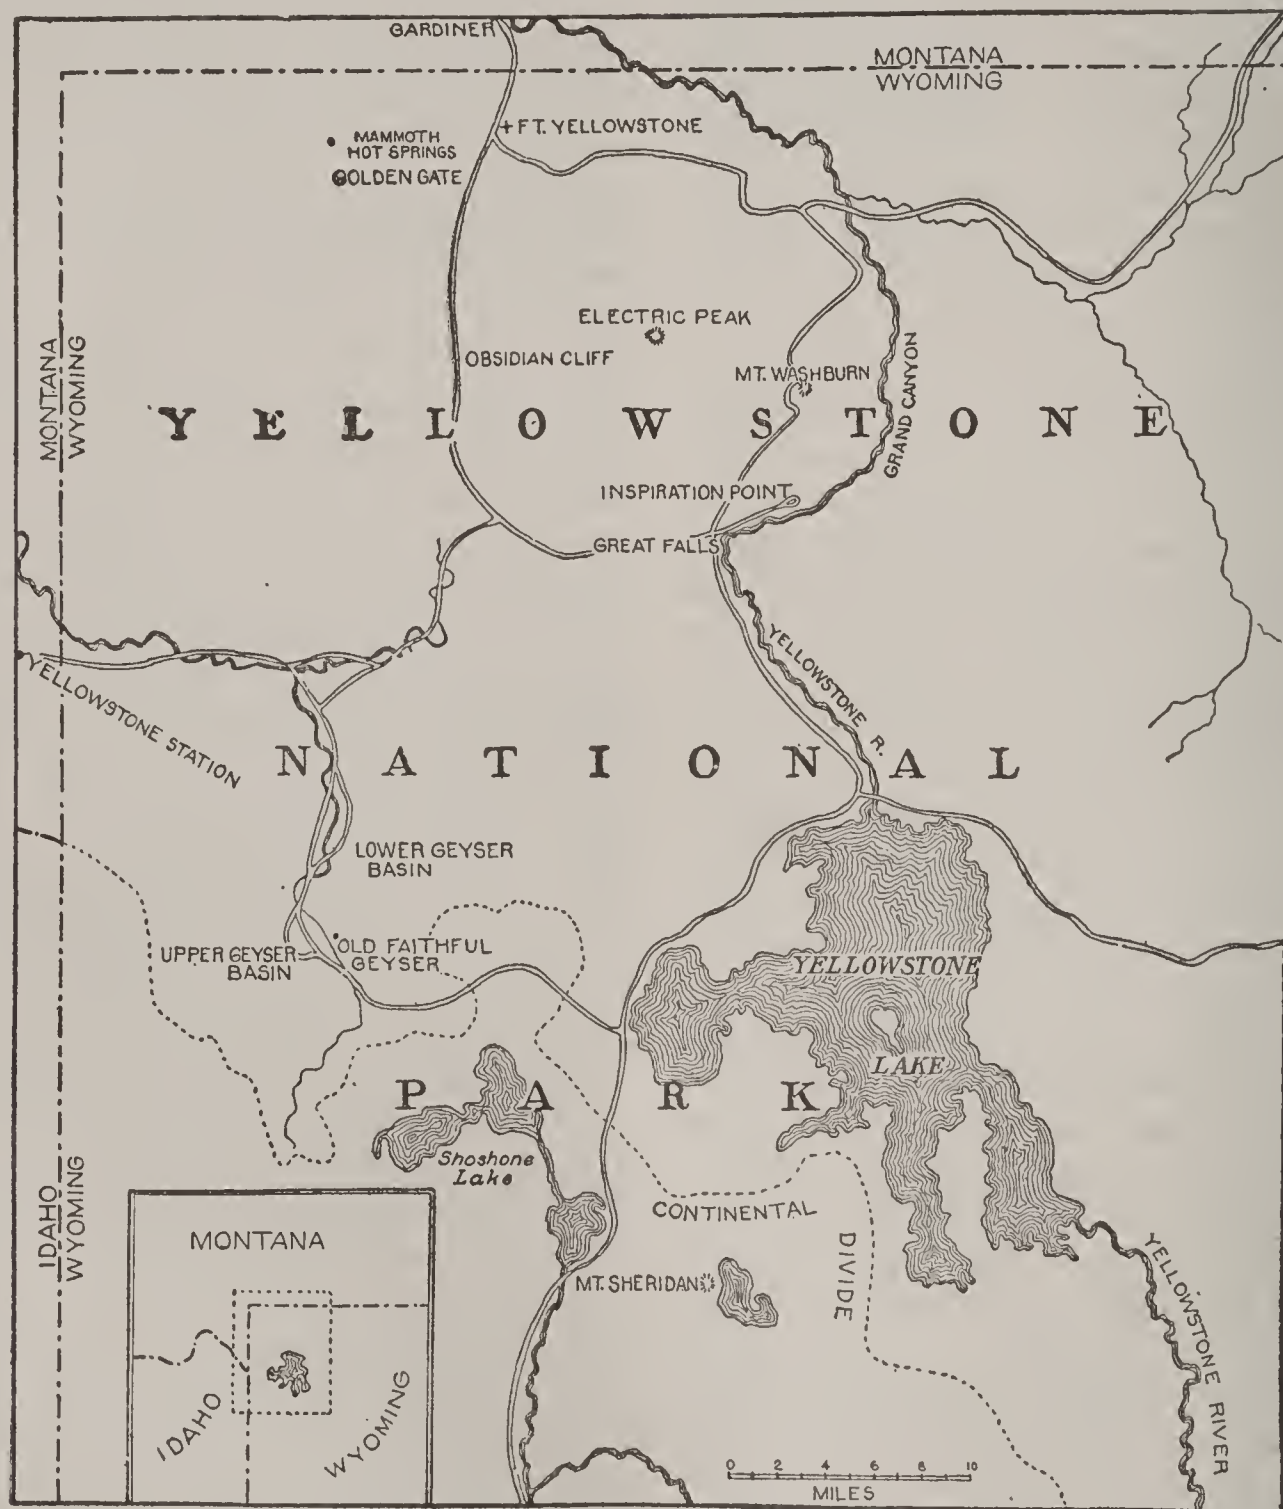 GARDINER
MONTANA
WYOMING
+FT. YELLOWSTONE
MAMMOTH
HOT SPRINGS
GOLDEN GATE
ELECTRIC PEAK
OBSIDIAN CLIFF
MT. WASHBURN
MONTANA
WYOMING
GRAND CANYON
YELLOWSTONE
INSPIRATION POINT
GREAT FALLS
YELLOWSTONE R.
YELLOWSTONE STATION
NATIONAL
LOWER GEYSER
BASIN
OLD FAITHFUL
GEYSER
UPPER GEYSER
BASIN
YELLOWSTONE
LAKE
PARK
Shoshone
Lake
IDAHO
WYOMING
CONTINENTAL
DIVIDE
MT. SHERIDAN
YELLOWSTONE RIVER
MONTANA
IDAHO
WYOMING
0 2 4 6 8 10
MILES